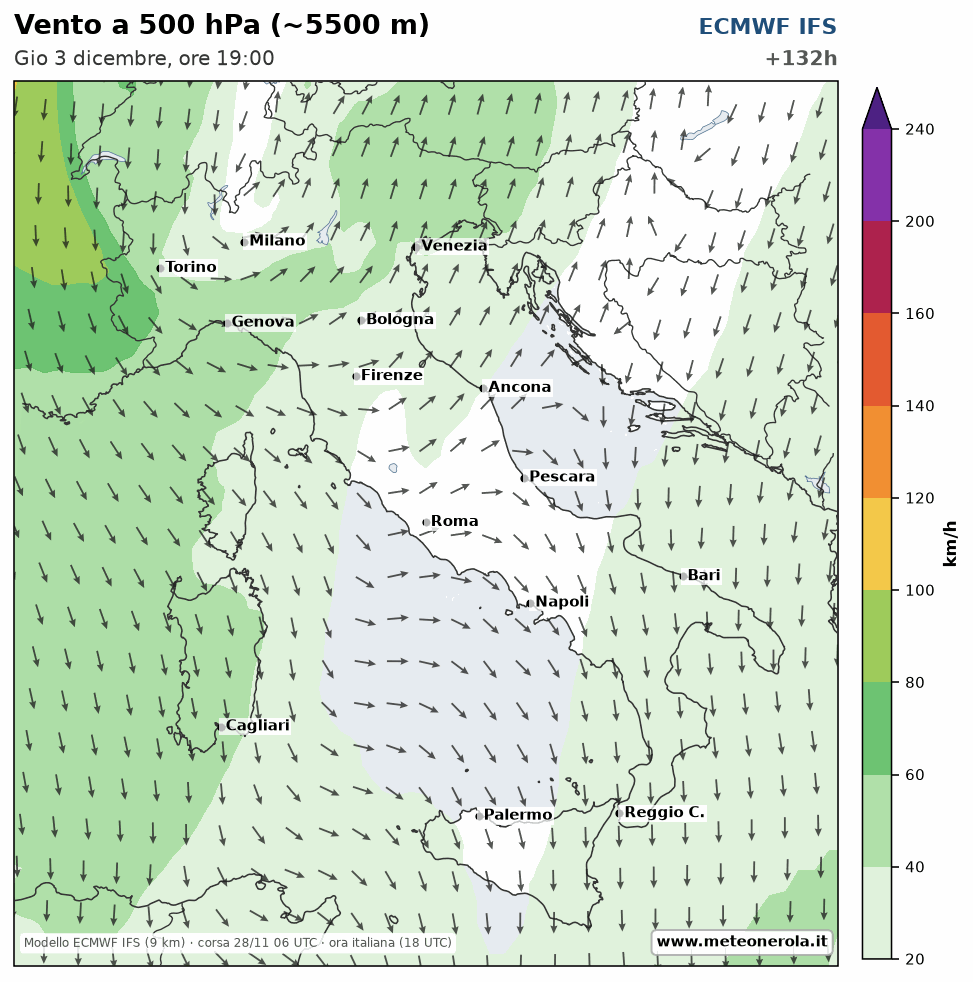 Vento a 500 hPa (~5500 m)
ECMWF IFS
Gio 3 dicembre, ore 19:00
+132h
Milano
Venezia
Torino
Genova
Bologna
Firenze
Ancona
Pescara
Roma
Bari
Napoli
Cagliari
Palermo
Reggio C.
240
200
160
140
120
100
80
60
40
20
km/h
Modello ECMWF IFS (9 km) · corsa 28/11 06 UTC · ora italiana (18 UTC)
www.meteonerola.it